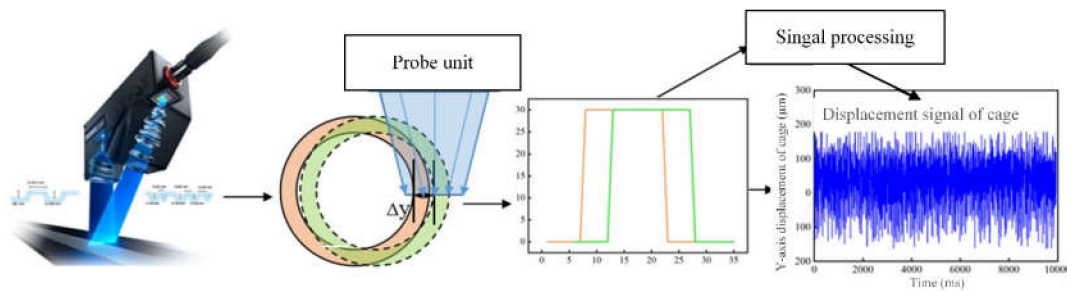 Probe unit
Singal processing
Δy
30
25
20
15
10
5
0
0 5 10 15 20 25 30 35
Displacement signal of cage
Y-axis displacement of cage (μm)
300
200
100
0
100
200
0 2000 4000 6000 8000 10000
Time (ms)